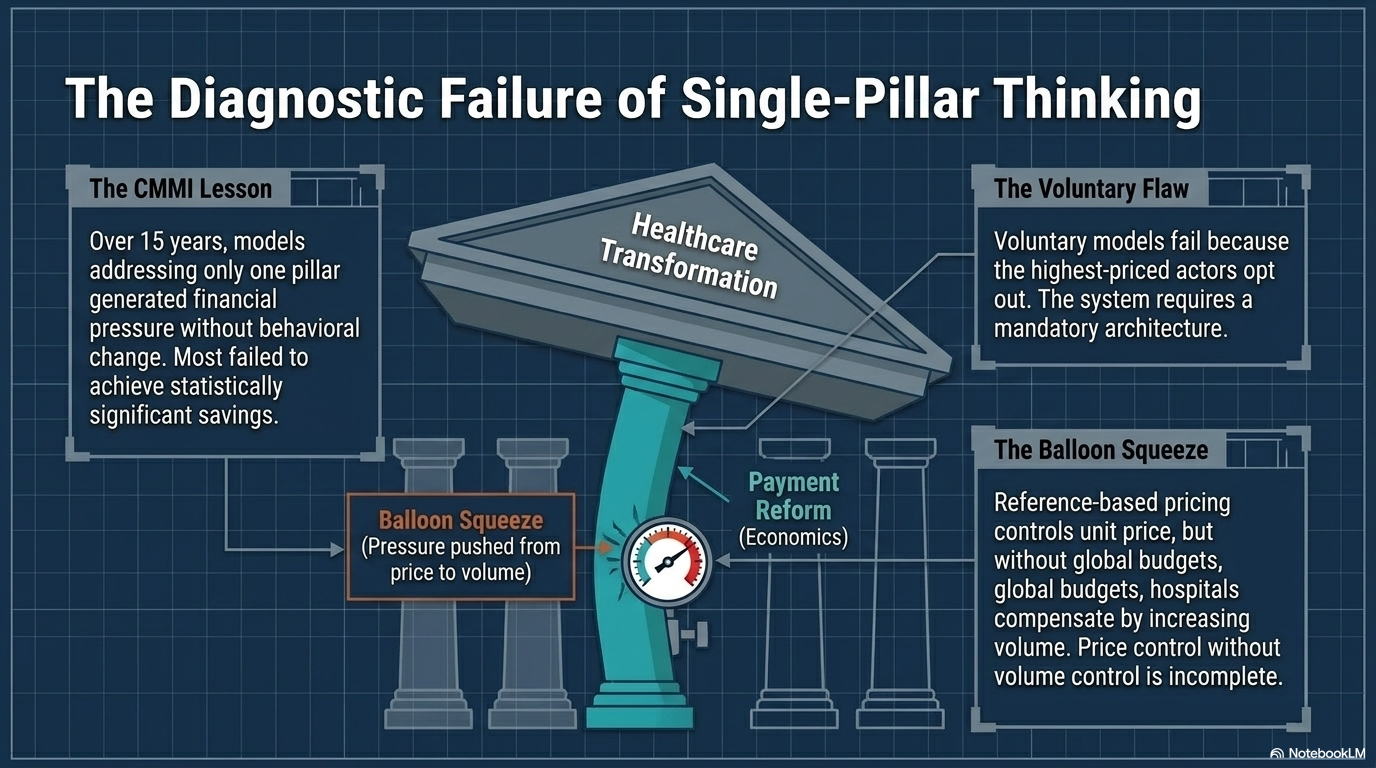 The Diagnostic Failure of Single-Pillar Thinking
The CMMI Lesson
Over 15 years, models
addressing only one pillar
generated financial
pressure without behavioral
change. Most failed to
achieve statistically
significant savings.
Healthcare
Transformation
Balloon Squeeze
(Pressure pushed from
price to volume)
Payment
Reform
(Economics)
The Voluntary Flaw
Voluntary models fail because
the highest-priced actors opt
out. The system requires a
mandatory architecture.
The Balloon Squeeze
Reference-based pricing
controls unit price, but
without global budgets,
global budgets, hospitals
compensate by increasing
volume. Price control without
volume control is incomplete.
NotebookLM